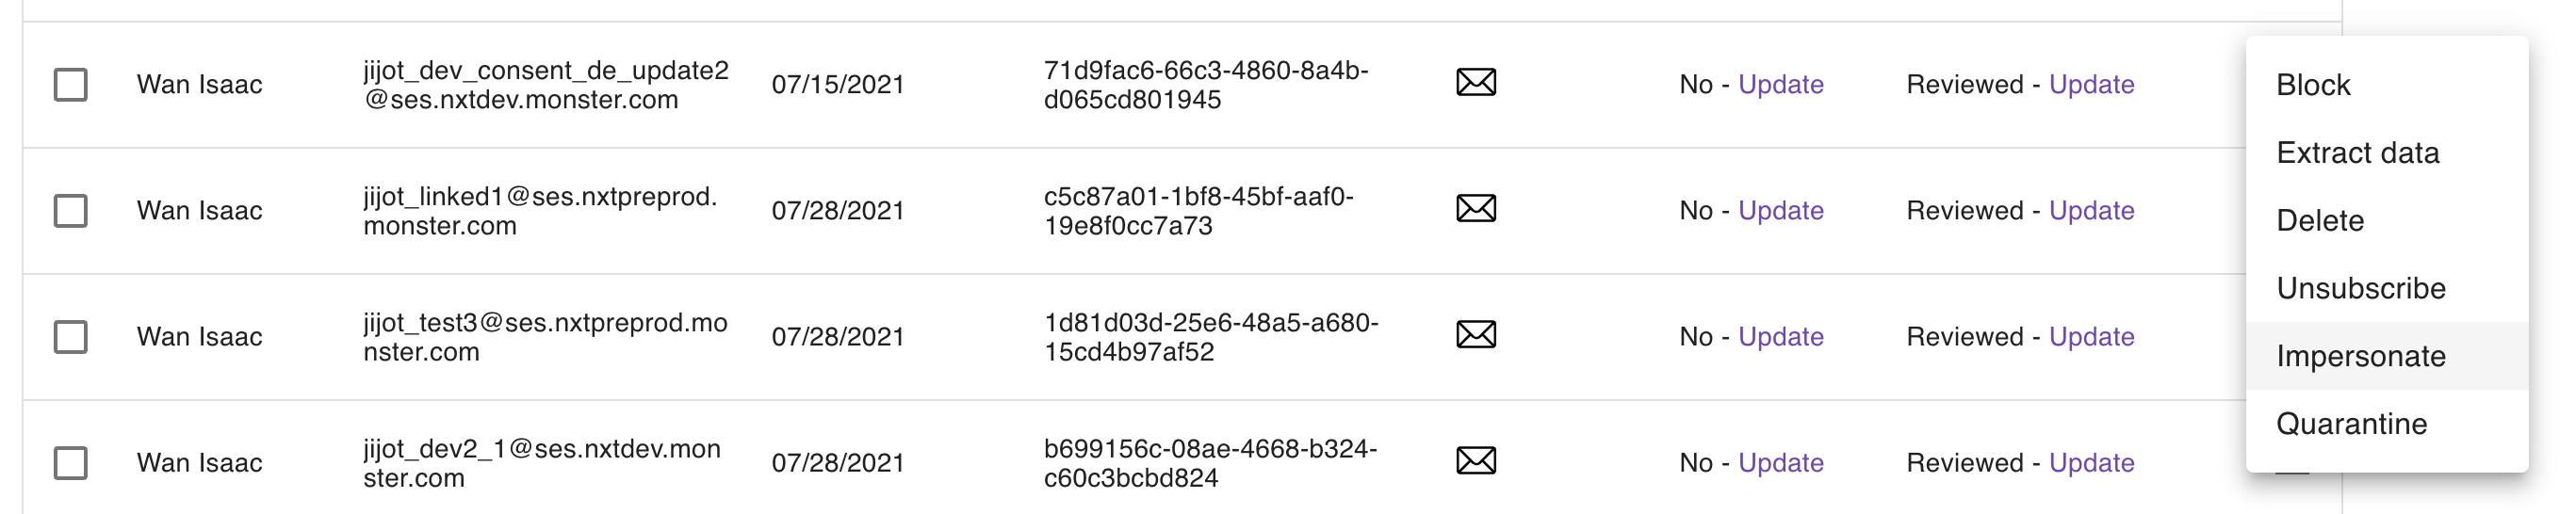 Wan Isaac
jijot_dev_consent_de_update2
@ses.nxtdev.monster.com
07/15/2021
71d9fac6-66c3-4860-8a4b-
d065cd801945
No - Update
Reviewed - Update
Wan Isaac
jijot_linked1@ses.nxtpreprod.
monster.com
07/28/2021
c5c87a01-1bf8-45bf-aaf0-
19e8f0cc7a73
No - Update
Reviewed - Update
Wan Isaac
jijot_test3@ses.nxtpreprod.mo
nster.com
07/28/2021
1d81d03d-25e6-48a5-a680-
15cd4b97af52
No - Update
Reviewed - Update
Wan Isaac
jijot_dev2_1@ses.nxtdev.mon
ster.com
07/28/2021
b699156c-08ae-4668-b324-
c60c3bcbd824
No - Update
Reviewed - Update
Block
Extract data
Delete
Unsubscribe
Impersonate
Quarantine